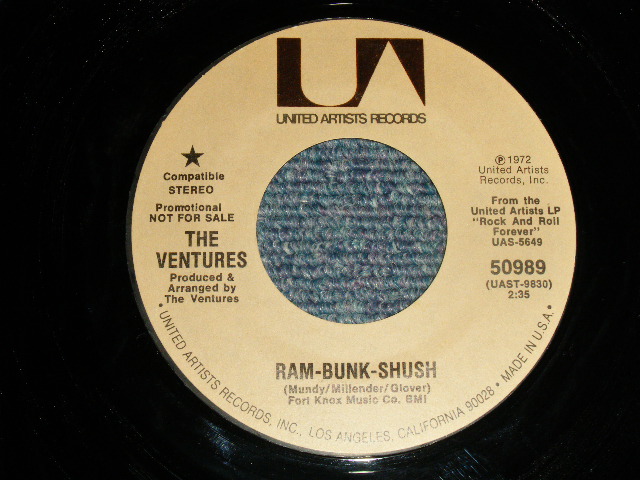 UA
UNITED ARTISTS RECORDS
★
Compatible
STEREO
Promotional
NOT FOR SALE
THE
VENTURES
Produced &
Arranged by
The Ventures
℗1972
United Artists
Records, Inc.
From the
United Artists LP
"Rock And Roll
Forever"
UAS-5649
50989
(UAST-9830)
2:35
RAM-BUNK-SHUSH
(Mundy/Millender/Glover)
Fort Knox Music Co. BMI
• UNITED ARTISTS RECORDS, INC., LOS ANGELES, CALIFORNIA 90028 • MADE IN U.S.A. •